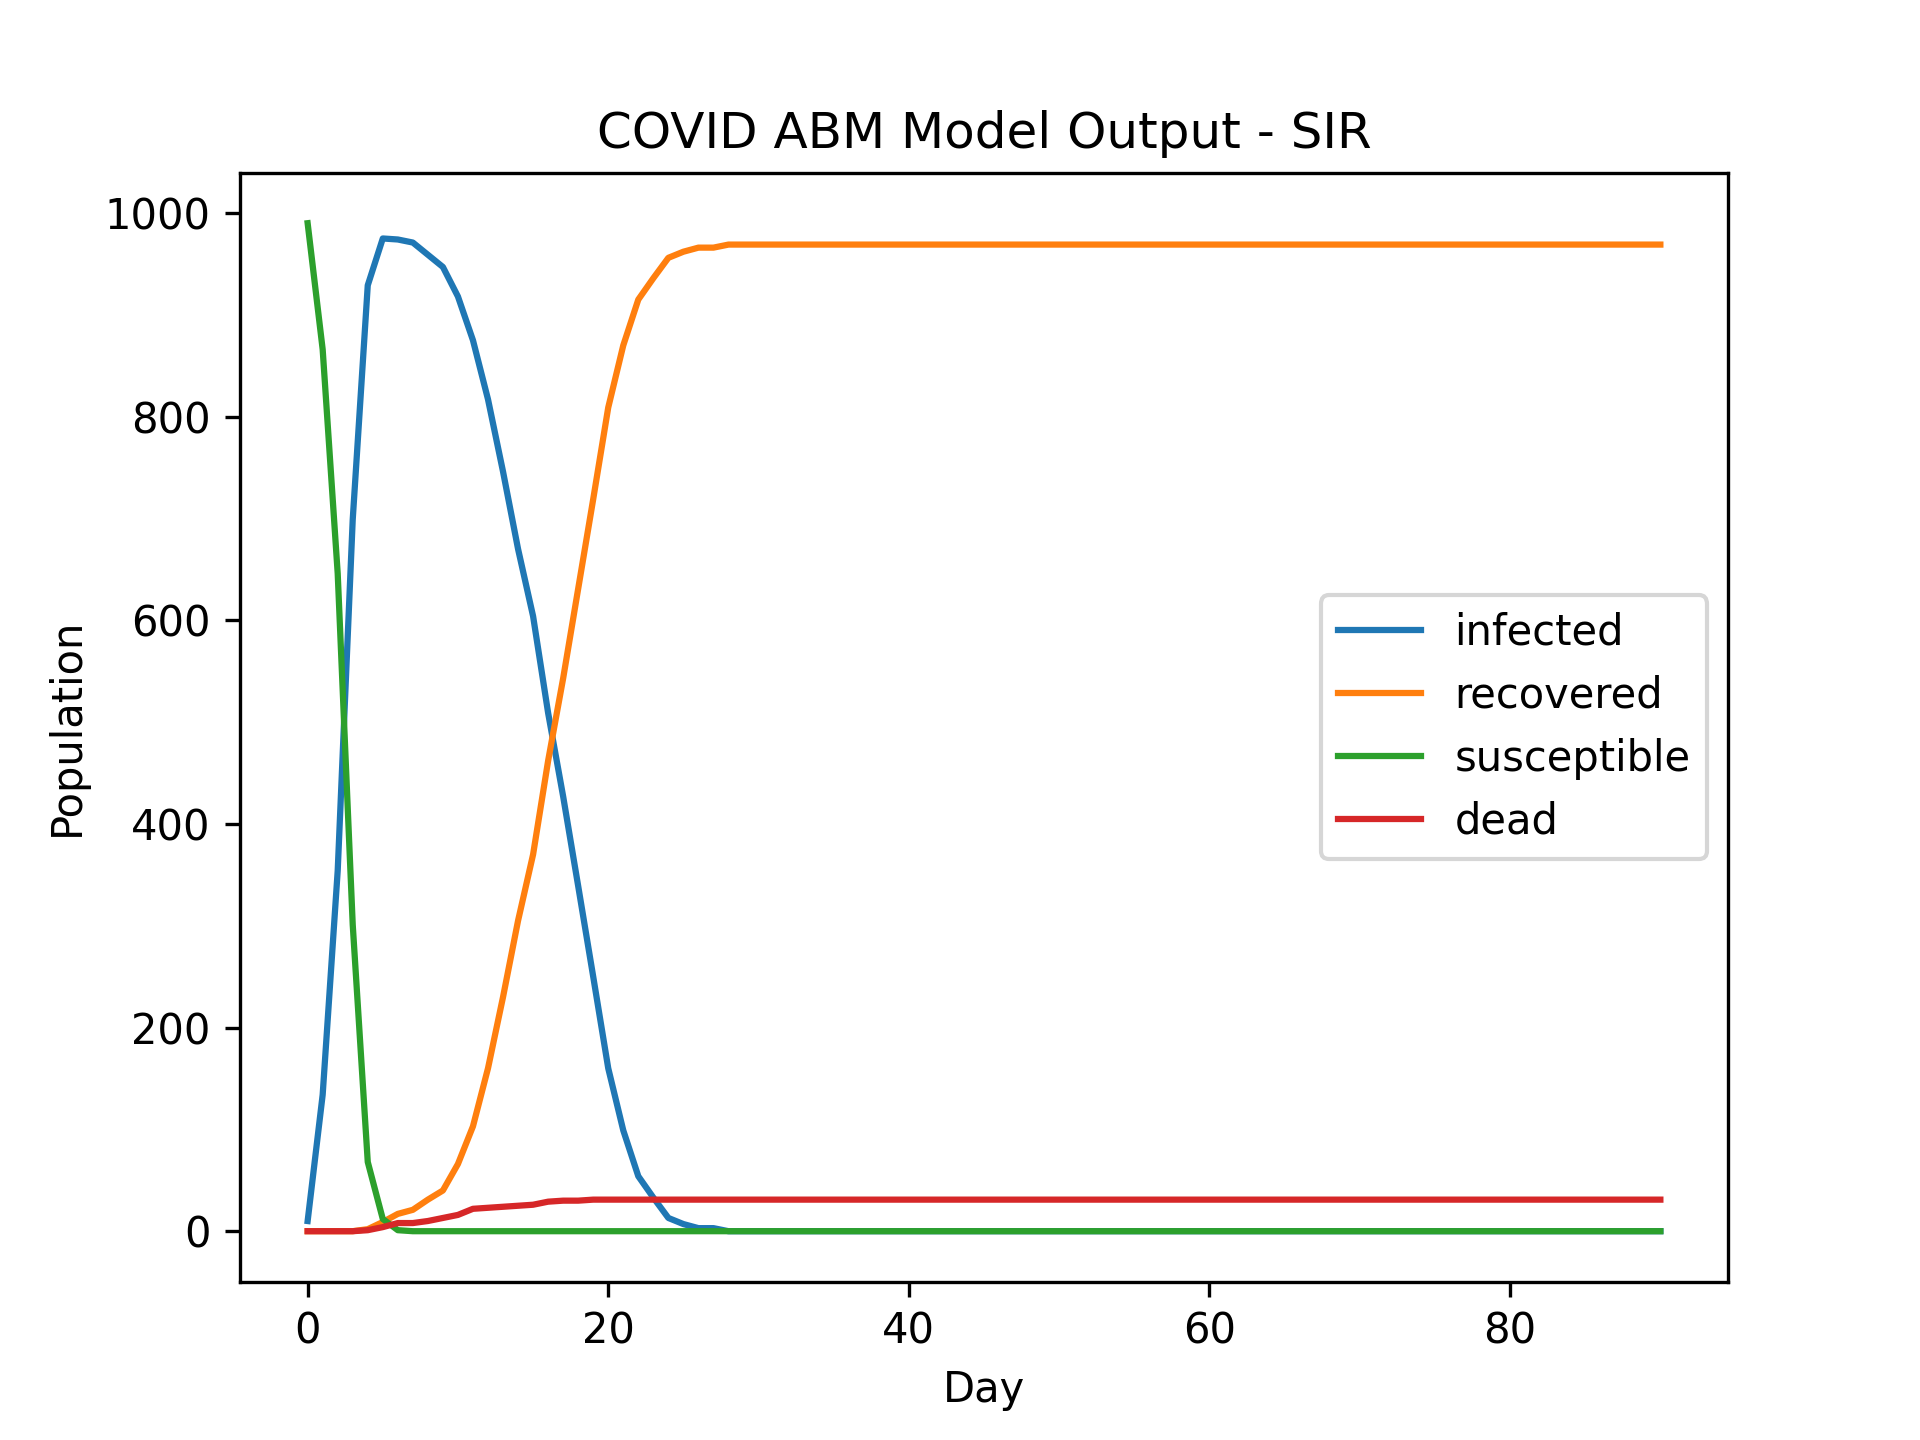 COVID ABM Model Output - SIR
1000
800
600
400
200
0
Population
infected
recovered
susceptible
dead
0 20 40 60 80
Day